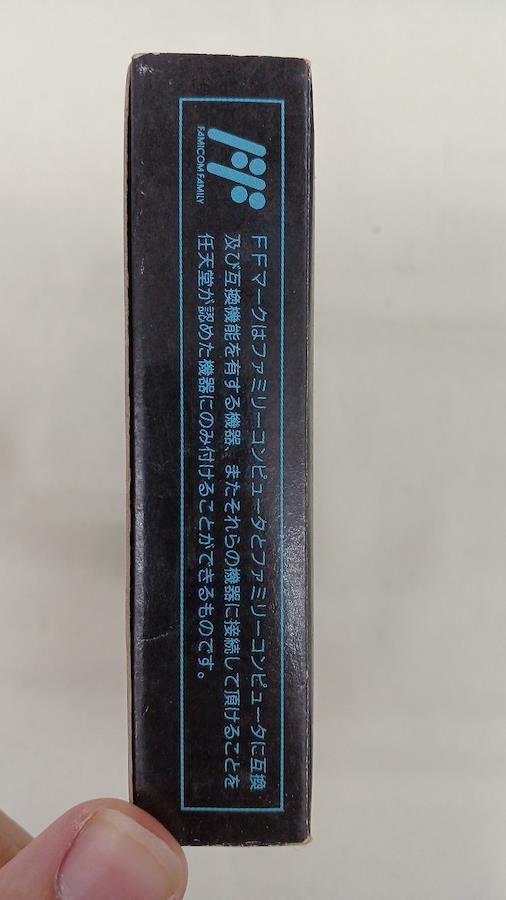 FAMICOM FAMILY
FFマークはファミリーコンピュータとファミリーコンピュータに互換
及び互換機能を有する機器、またそれらの機器に接続して頂けることを
任天堂が認めた機器にのみ付けることができるものです。